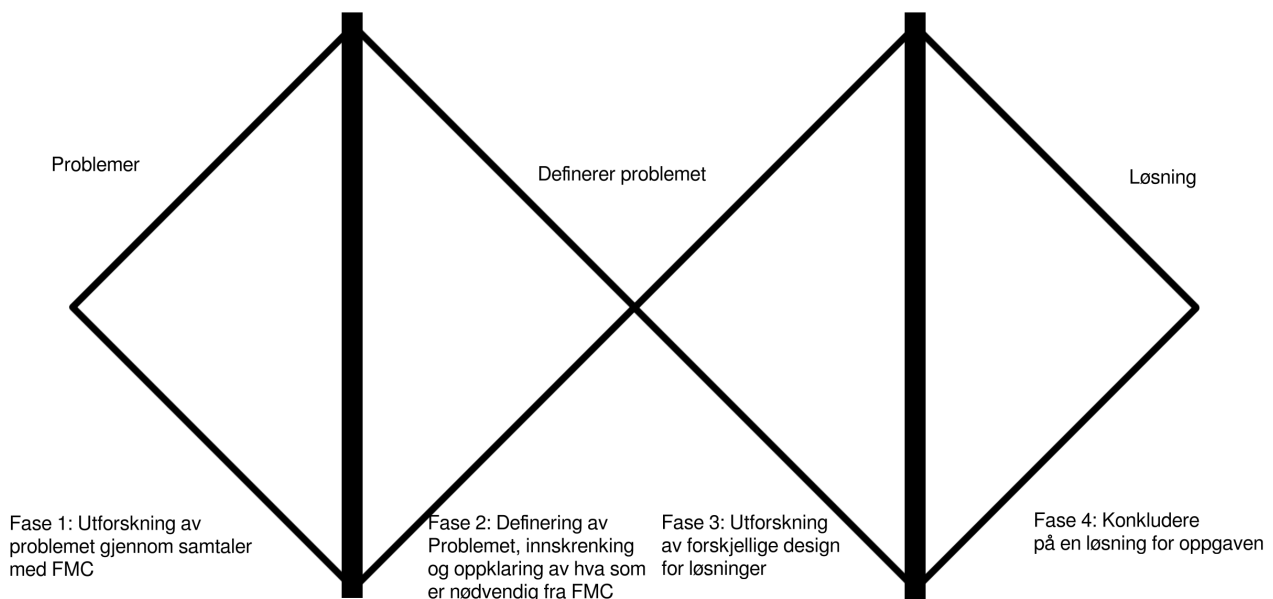 Problemer
Definerer problemet
Løsning
Fase 1: Utforskning av
problemet gjennom samtaler
med FMC
Fase 2: Definering av
Problemet, innskrenking
og oppklaring av hva som
er nødvendig fra FMC
Fase 3: Utforskning
av forskjellige design
for løsninger
Fase 4: Konkludere
på en løsning for oppgaven